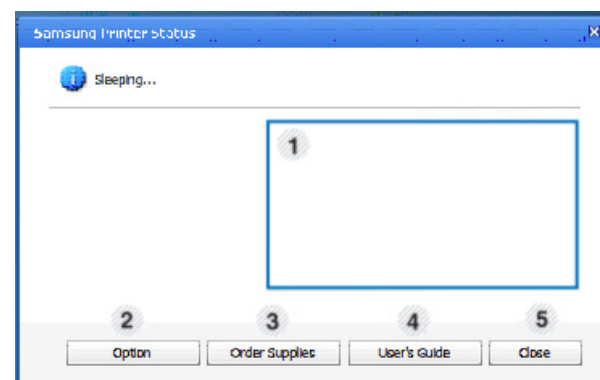 Samsung Printer Status
Sleeping...
1
2 3 4 5
Option Order Supplies User's Guide Close